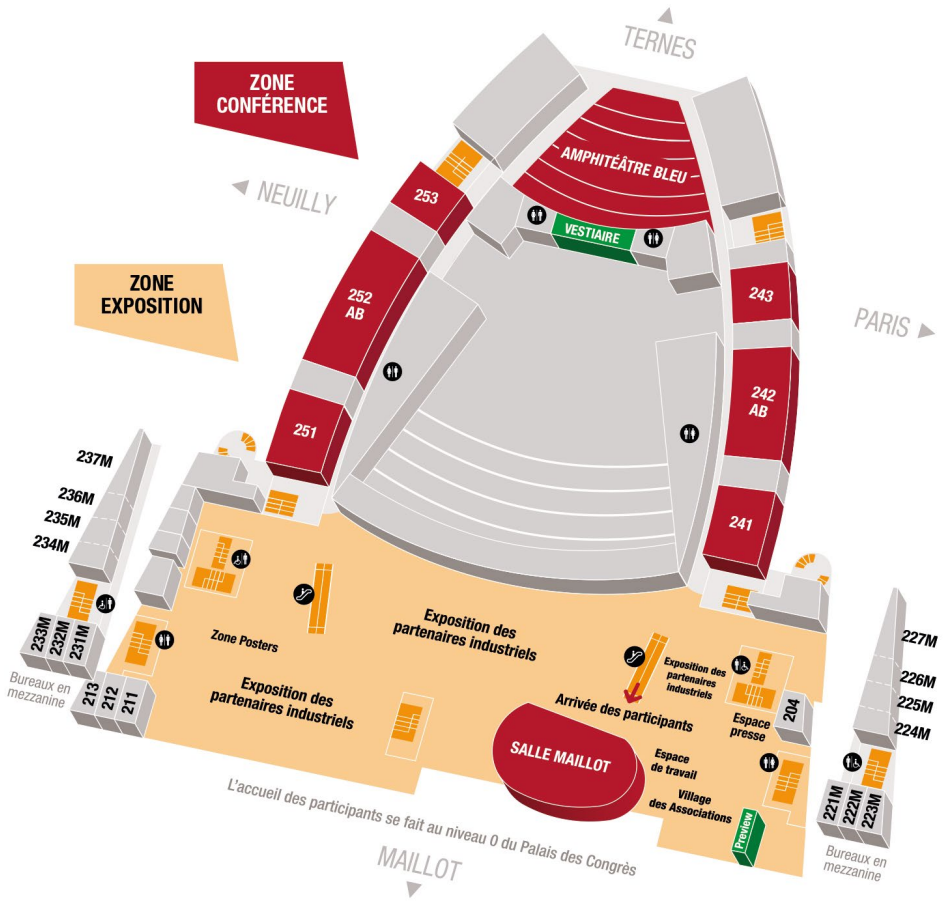 TERNES
ZONE
CONFÉRENCE
AMPHITÉÂTRE BLEU
NEUILLY
253
VESTIAIRE
ZONE
EXPOSITION
252
AB
243
PARIS
242
AB
251
237M
236M
235M
234M
241
233M
232M
231M
Bureaux en
mezzanine
213
212
211
Zone Posters
Exposition des
partenaires industriels
Exposition des
partenaires industriels
Exposition des
partenaires
industriels
Arrivée des participants
Espace
presse
204
227M
226M
225M
224M
SALLE MAILLOT
Espace
de travail
Village
des Associations
Preview
221M
222M
223M
Bureaux en
mezzanine
L'accueil des participants se fait au niveau 0 du Palais des Congrès
MAILLOT